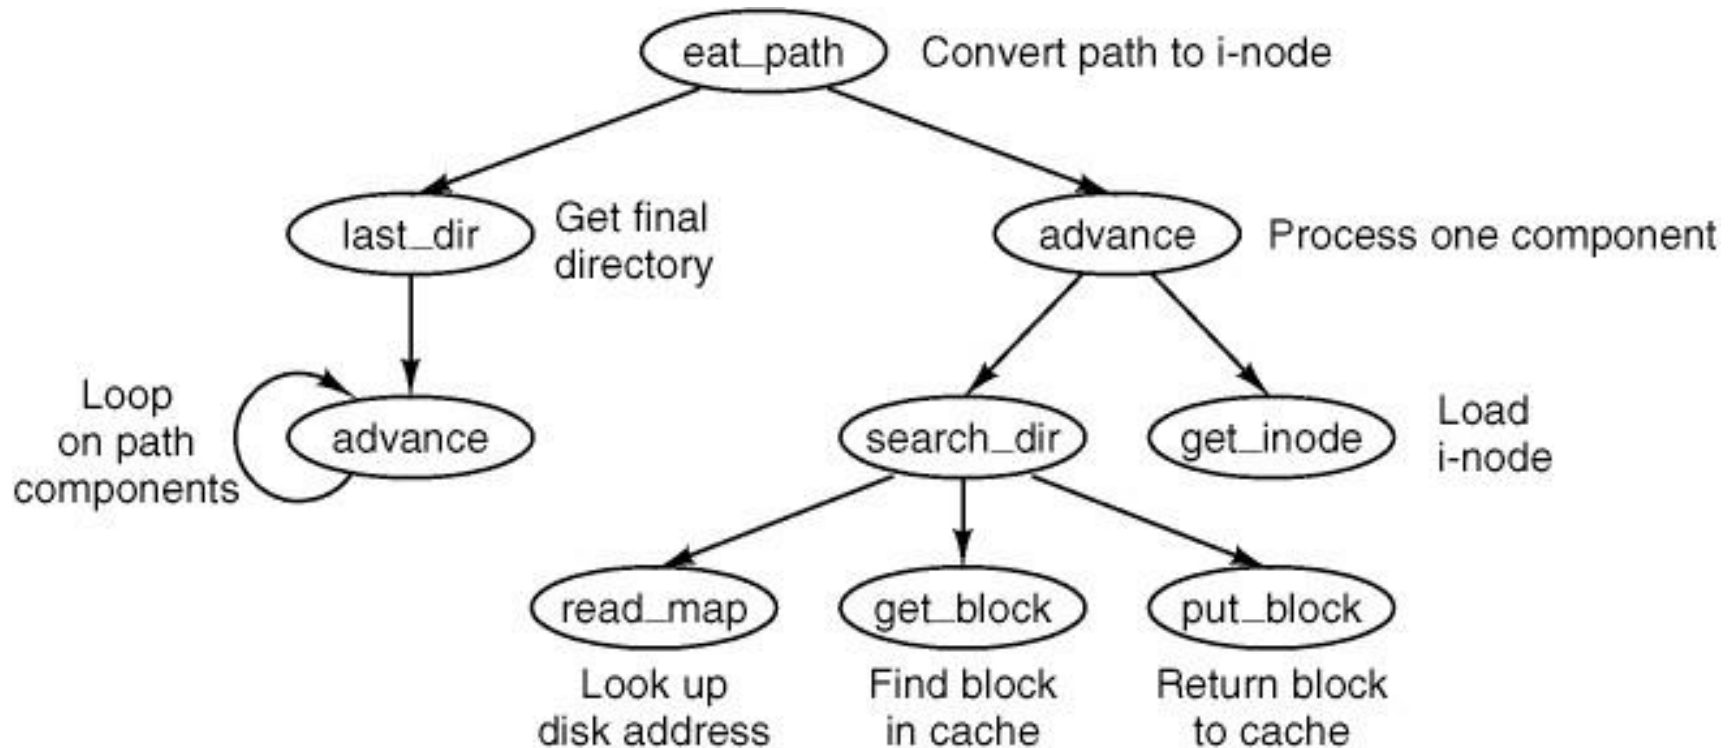 eat_path
Convert path to i-node
last_dir
Get final
directory
advance
Process one component
Loop
on path
components
advance
search_dir
get_inode
Load
i-node
read_map
get_block
put_block
Look up
disk address
Find block
in cache
Return block
to cache